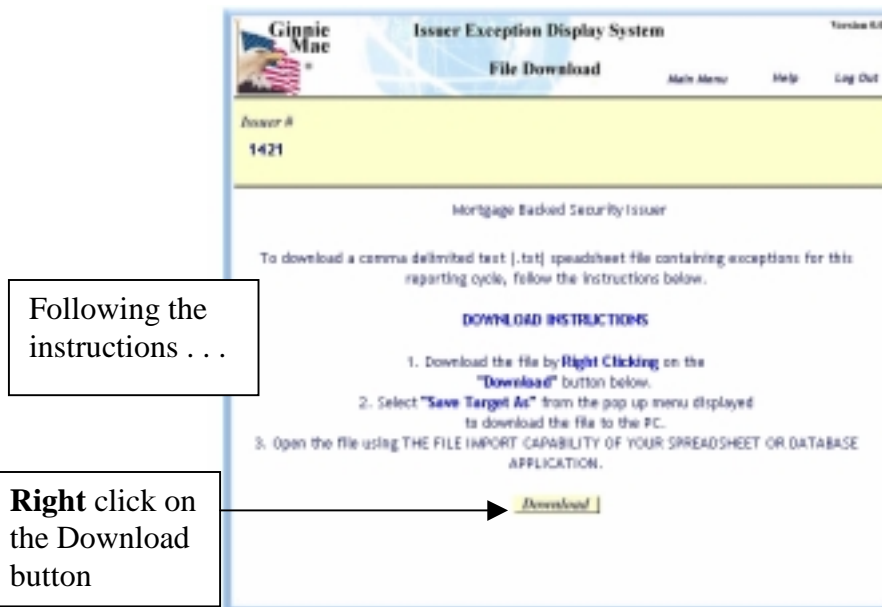 Ginnie
Mae
Issuer Exception Display System
File Download
Main Menu Help Log Out
Issuer #
1421
Mortgage Backed Security Issuer
To download a comma delimited text (.txt) speadsheet file containing exceptions for this
reporting cycle, follow the instructions below.
DOWNLOAD INSTRUCTIONS
1. Download the file by Right Clicking on the
"Download" button below.
2. Select "Save Target As" from the pop up menu displayed
to download the file to the PC.
3. Open the file using THE FILE IMPORT CAPABILITY OF YOUR SPREADSHEET OR DATABASE
APPLICATION.
Download
Following the
instructions . . .
Right click on
the Download
button